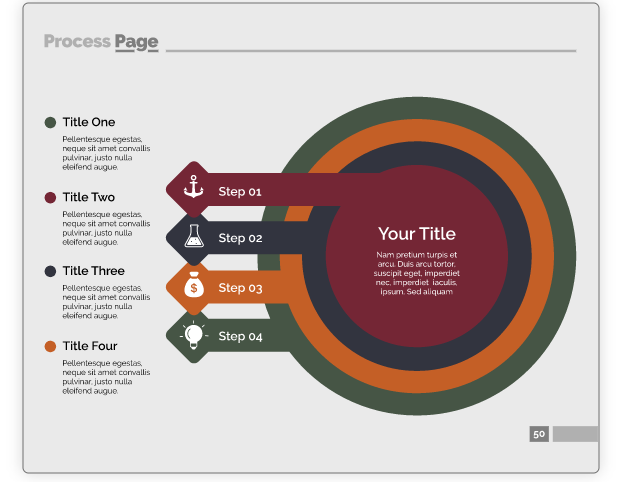 Process Page
Title One
Pellentesque egestas,
neque sit amet convallis
pulvinar, justo nulla
eleifend augue.
Title Two
Pellentesque egestas,
neque sit amet convallis
pulvinar, justo nulla
eleifend augue.
Title Three
Pellentesque egestas,
neque sit amet convallis
pulvinar, justo nulla
eleifend augue.
Title Four
Pellentesque egestas,
neque sit amet convallis
pulvinar, justo nulla
eleifend augue.
Step 01
Step 02
$
Step 03
Step 04
Your Title
Nam pretium turpis et
arcu. Duis arcu tortor,
suscipit eget, imperdiet
nec, imperdiet iaculis,
ipsum. Sed aliquam
50